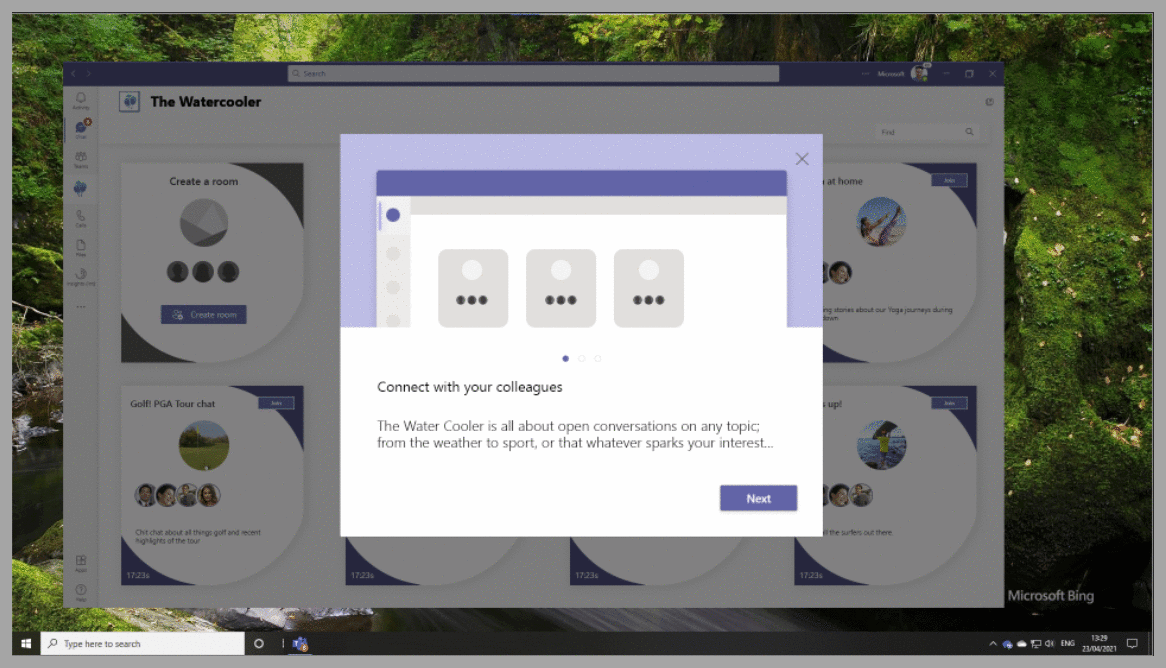 Search
Microsoft
Activity
The Watercooler
Chat
Find
Teams
Create a room
at home
Join
Calls
Files
Create room
ng stories about our Yoga journeys during
down
Connect with your colleagues
Golf! PGA Tour chat
Join
s up!
Join
The Water Cooler is all about open conversations on any topic;
from the weather to sport, or that whatever sparks your interest...
Next
Chit chat about all things golf and recent
highlights of the tour
l the surfers out there.
17:23s
17:23s
17:23s
17:23s
Apps
Help
Microsoft Bing
Type here to search
ENG
13:29
23/04/2021